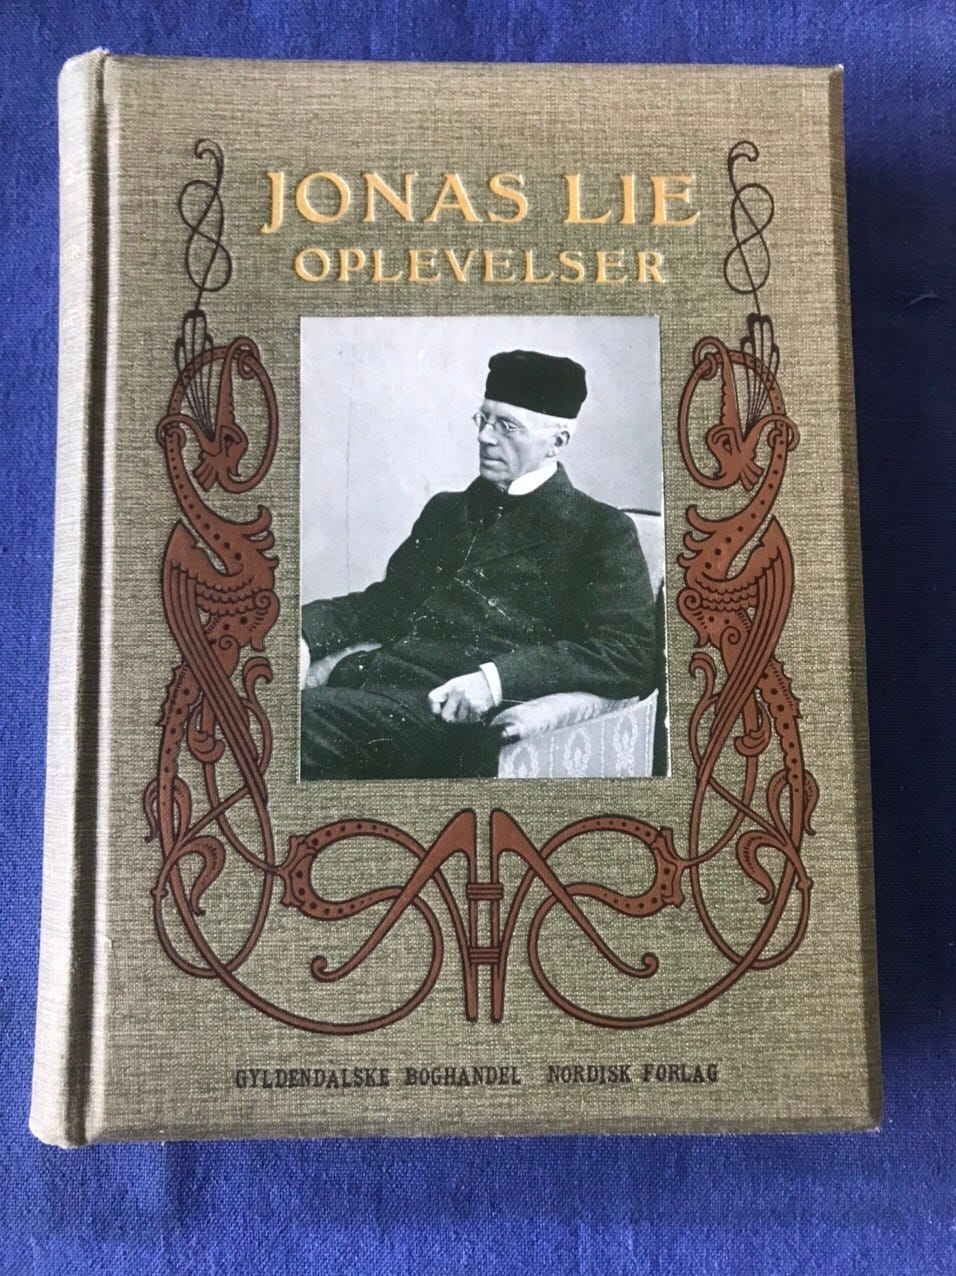 JONAS LIE
OPLEVELSER
GYLDENDALSKE BOGHANDEL NORDISK FORLAG